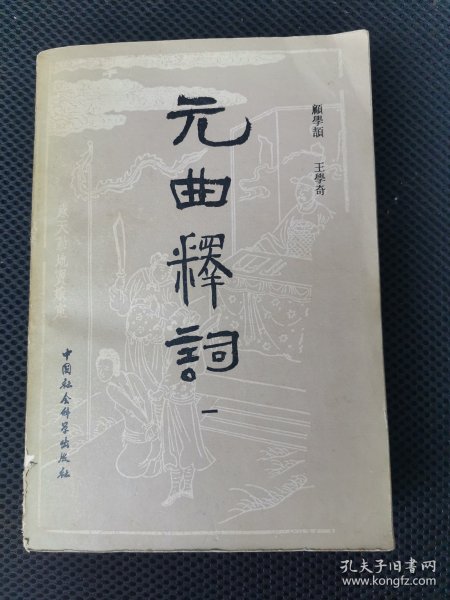 元曲釋詞
一
顧學頡 王學奇
中国社会科学出版社
孔夫子旧书网
www.kongfz.com